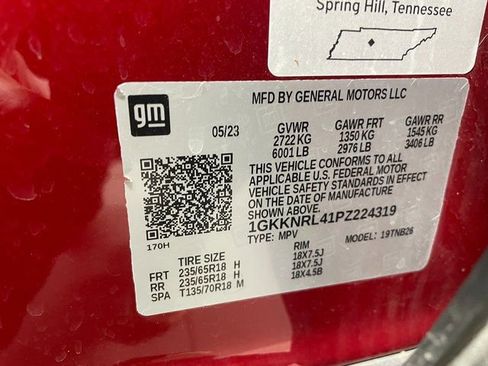 Spring Hill, Tennessee
gm
MFD BY GENERAL MOTORS LLC
05/23 GVWR GAWR FRT GAWR RR
2722 KG 1350 KG 1545 KG
6001 LB 2976 LB 3406 LB
THIS VEHICLE CONFORMS TO ALL
APPLICABLE U.S. FEDERAL MOTOR
VEHICLE SAFETY STANDARDS IN EFFECT
ON THE DATE OF MANUFACTURE
SHOWN ABOVE.
1GKKNRL41PZ224319
TYPE: MPV MODEL: 19TNB26
170H
TIRE SIZE RIM
FRT 235/65R18 H 18X7.5J
RR 235/65R18 H 18X7.5J
SPA T135/70R18 M 18X4.5B